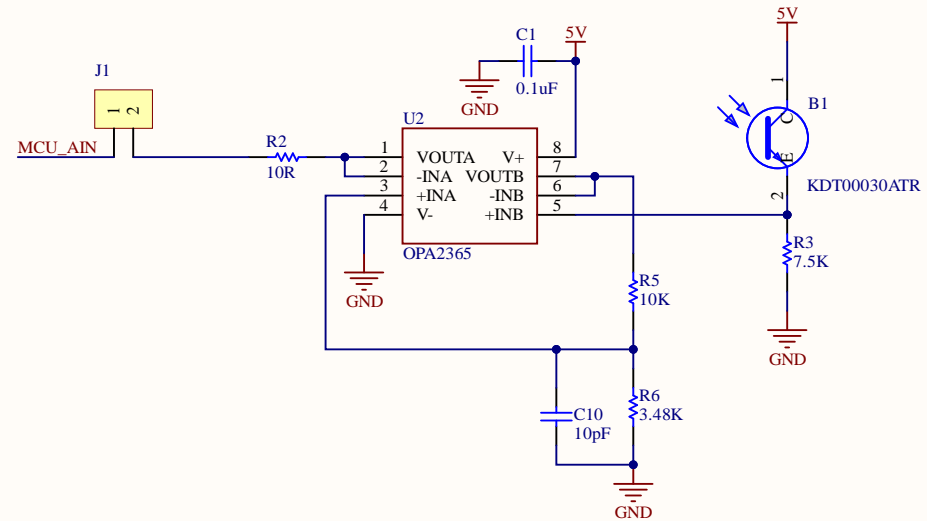 5V
C1
5V
J1
1
2
GND
0.1uF
1
B1
C
E
U2
MCU_AIN
R2
10R
1 VOUTA V+ 8
2 -INA VOUTB 7
3 +INA -INB 6
4 V- +INB 5
KDT00030ATR
2
OPA2365
R3
7.5K
GND
R5
10K
GND
R6
3.48K
C10
10pF
GND